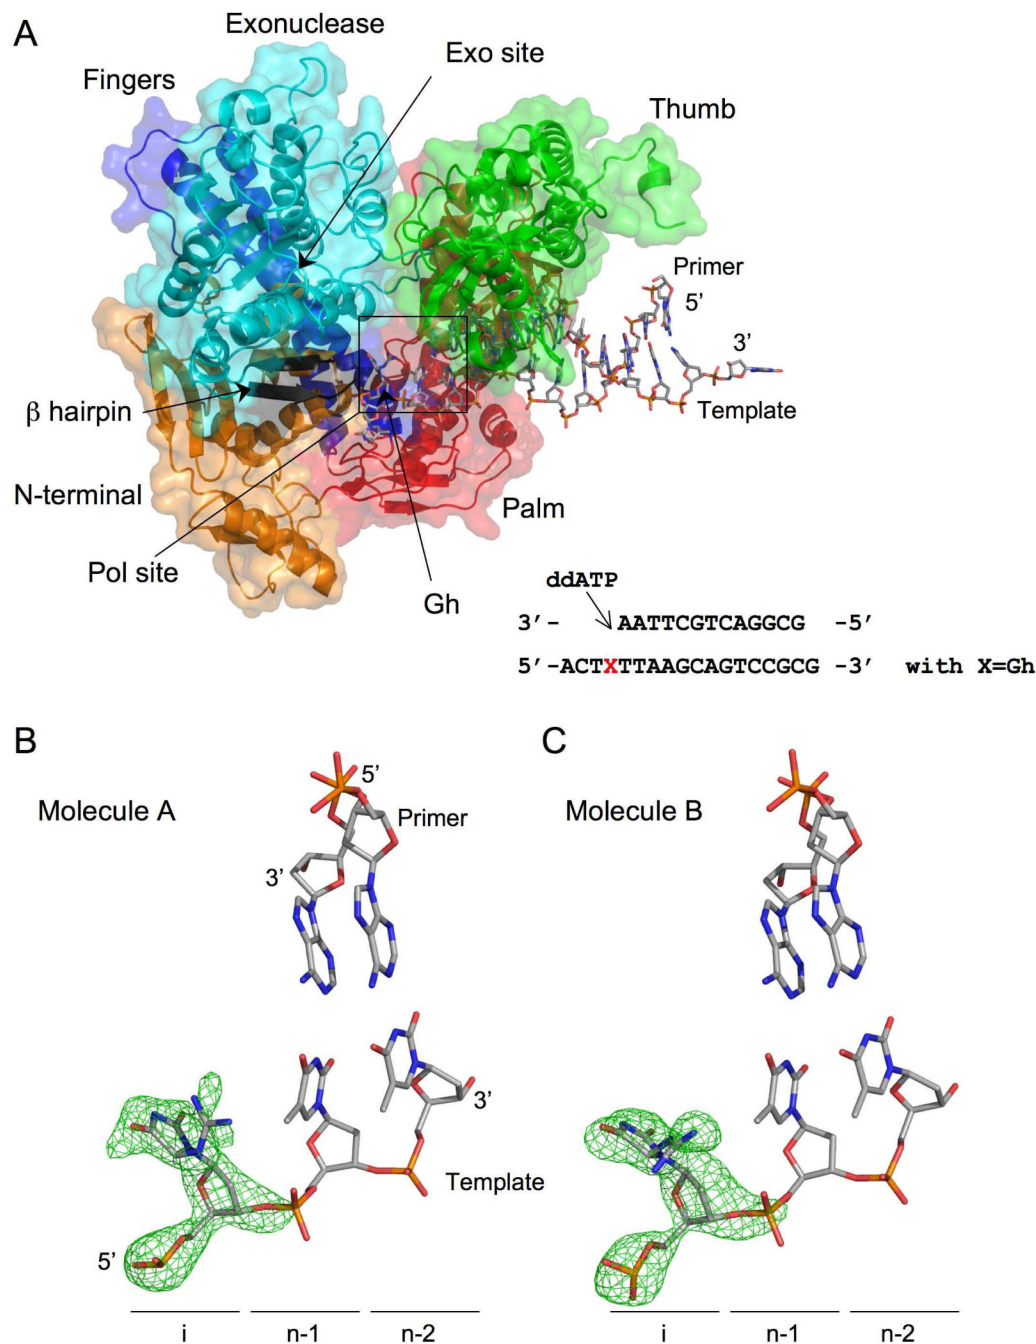 A
Exonuclease
Fingers
Exo site
Thumb
Primer
5’
3’
Template
β hairpin
N-terminal
Palm
Pol site
Gh
ddATP
3’- AATTCGTCAGGCG -5’
5’-ACTXTTAAGCAGTCCGCG -3’ with X=Gh
B
Molecule A
5’
Primer
3’
3’
Template
5’
i n-1 n-2
C
Molecule B
i n-1 n-2